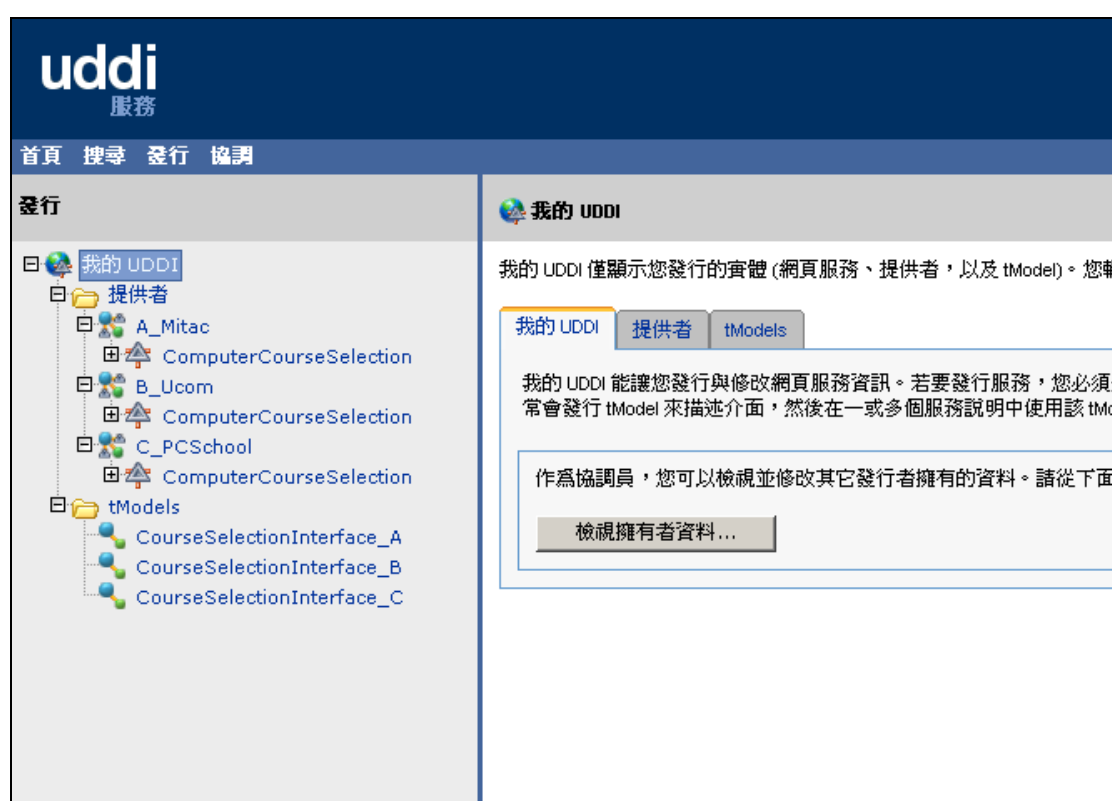 uddi
服務
首頁 搜尋 發行 協調
發行
我的 UDDI
提供者
A_Mitac
ComputerCourseSelection
B_Ucom
ComputerCourseSelection
C_PCSchool
ComputerCourseSelection
tModels
CourseSelectionInterface_A
CourseSelectionInterface_B
CourseSelectionInterface_C
我的 UDDI
我的 UDDI 僅顯示您發行的實體 (網頁服務、提供者，以及 tModel)。您
我的 UDDI 提供者 tModels
我的 UDDI 能讓您發行與修改網頁服務資訊。若要發行服務，您必須
常會發行 tModel 來描述介面，然後在一或多個服務說明中使用該
作為協調員，您可以檢視並修改其它發行者擁有的資料。請從下面
檢視擁有者資料...